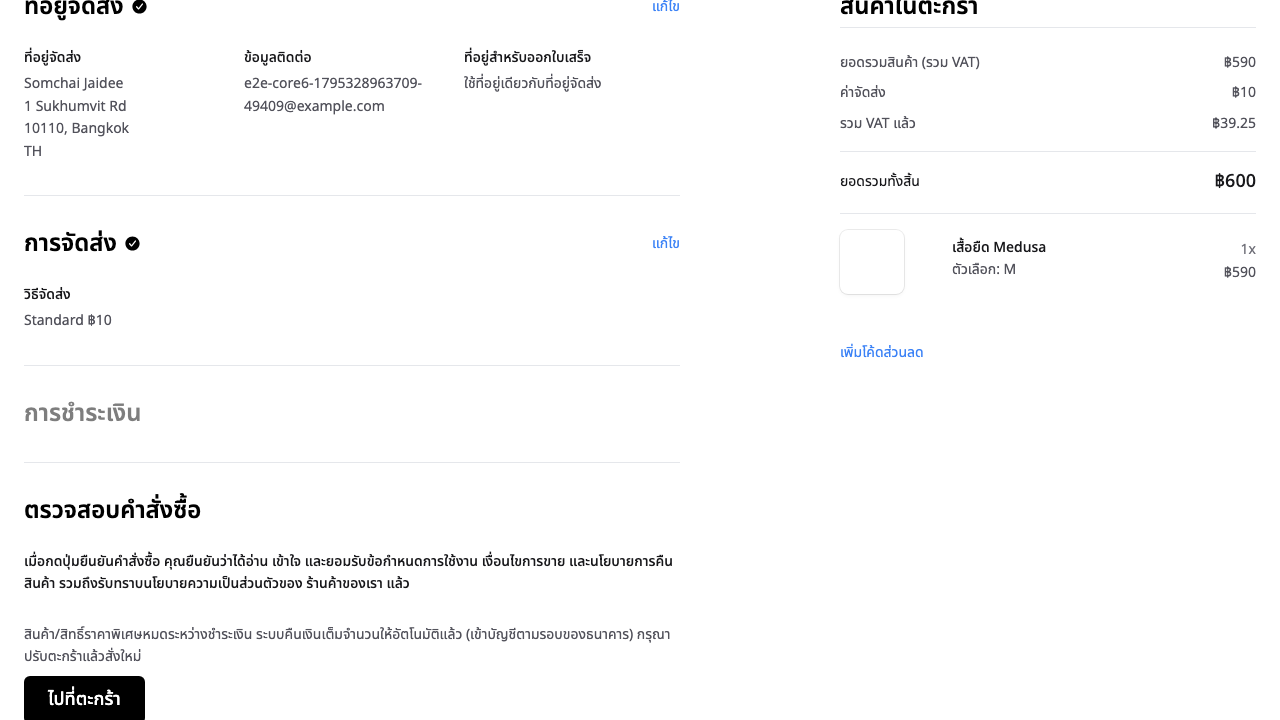 ที่อยู่จัดส่ง
แก้ไข
ที่อยู่จัดส่ง
Somchai Jaidee
1 Sukhumvit Rd
10110, Bangkok
TH
ข้อมูลติดต่อ
e2e-core6-1795328963709-
49409@example.com
ที่อยู่สำหรับออกใบเสร็จ
ใช้ที่อยู่เดียวกับที่อยู่จัดส่ง
การจัดส่ง
แก้ไข
วิธีจัดส่ง
Standard ฿10
การชำระเงิน
ตรวจสอบคำสั่งซื้อ
เมื่อกดปุ่มยืนยันคำสั่งซื้อ คุณยืนยันว่าได้อ่าน เข้าใจ และยอมรับข้อกำหนดการใช้งาน เงื่อนไขการขาย และนโยบายการคืน
สินค้า รวมถึงรับทราบนโยบายความเป็นส่วนตัวของ ร้านค้าของเรา แล้ว
สินค้า/สิทธิ์ราคาพิเศษหมดระหว่างชำระเงิน ระบบคืนเงินเต็มจำนวนให้อัตโนมัติแล้ว (เข้าบัญชีตามรอบของธนาคาร) กรุณา
ปรับตะกร้าแล้วสั่งใหม่
ไปที่ตะกร้า
สินค้าในตะกร้า
ยอดรวมสินค้า (รวม VAT) ฿590
ค่าจัดส่ง ฿10
รวม VAT แล้ว ฿39.25
ยอดรวมทั้งสิ้น ฿600
เสื้อยืด Medusa 1x
ตัวเลือก: M ฿590
เพิ่มโค้ดส่วนลด